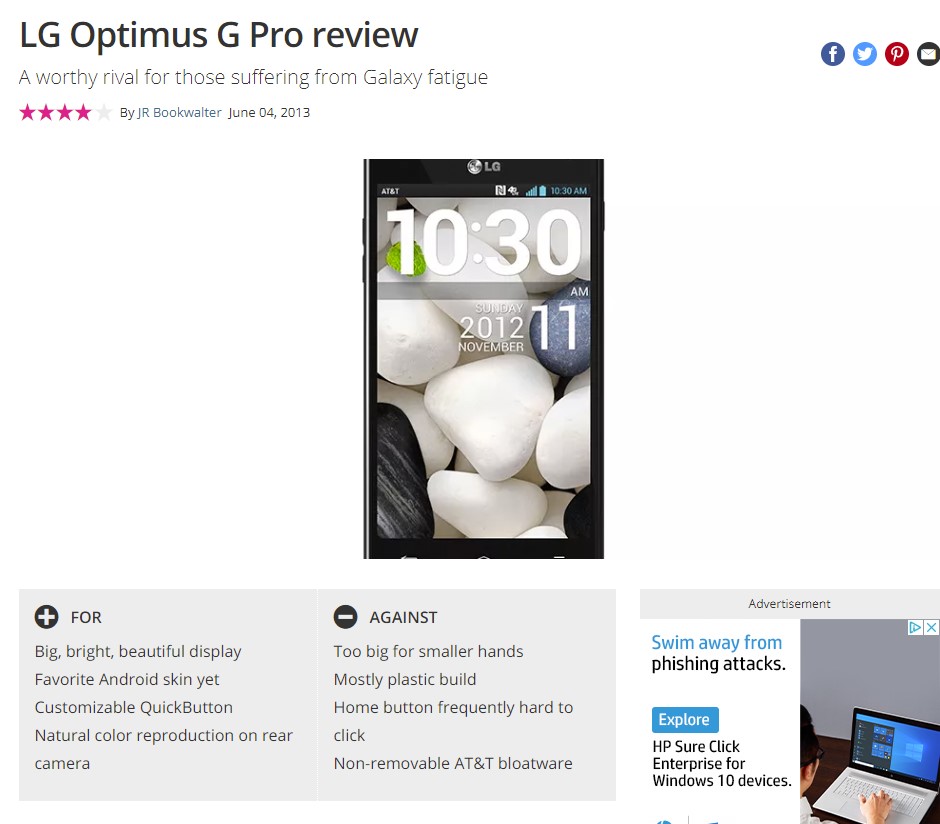 LG Optimus G Pro review
A worthy rival for those suffering from Galaxy fatigue
By JR Bookwalter June 04, 2013
LG
AT&T 10:30 AM
10:30
AM
SUNDAY
2012 11
NOVEMBER
FOR
Big, bright, beautiful display
Favorite Android skin yet
Customizable QuickButton
Natural color reproduction on rear
camera
AGAINST
Too big for smaller hands
Mostly plastic build
Home button frequently hard to
click
Non-removable AT&T bloatware
Advertisement
Swim away from
phishing attacks.
Explore
HP Sure Click
Enterprise for
Windows 10 devices.